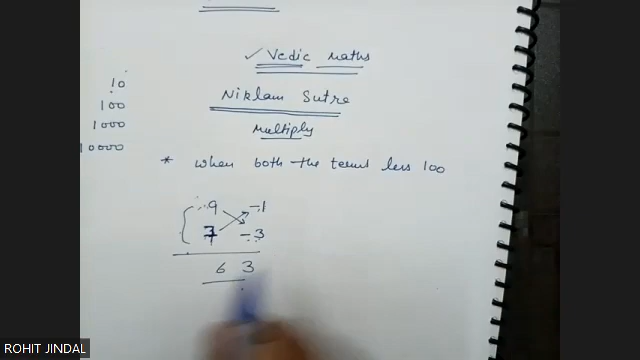 ✓ Vedic Maths
10
Niklam Sutre
100
Multiply
1000
10000
* when both the terms less 100
9 -1
7 -3
6 3
ROHIT JINDAL